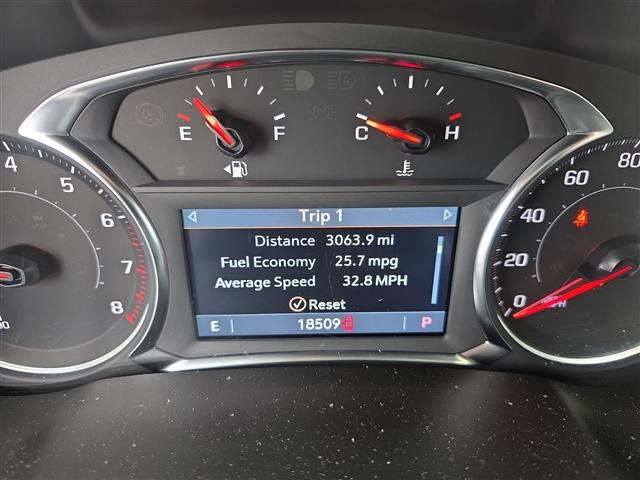 E F
C H
4
5
6
7
8
Trip 1
Distance 3063.9 mi
Fuel Economy 25.7 mpg
Average Speed 32.8 MPH
Reset
E 18509 P
80
60
40
20
0